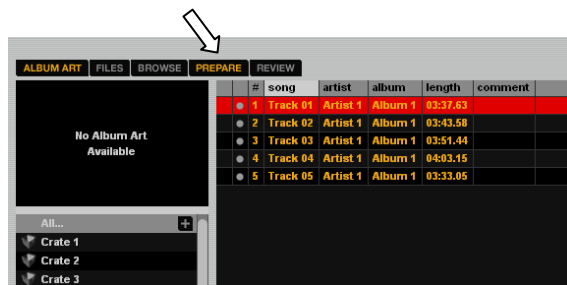 ALBUM ART FILES BROWSE PREPARE REVIEW
# song artist album length comment
1 Track 01 Artist 1 Album 1 03:37.63
2 Track 02 Artist 1 Album 1 03:43.58
3 Track 03 Artist 1 Album 1 03:51.44
4 Track 04 Artist 1 Album 1 04:03.15
5 Track 05 Artist 1 Album 1 03:33.05
No Album Art
Available
All... +
Crate 1
Crate 2
Crate 3